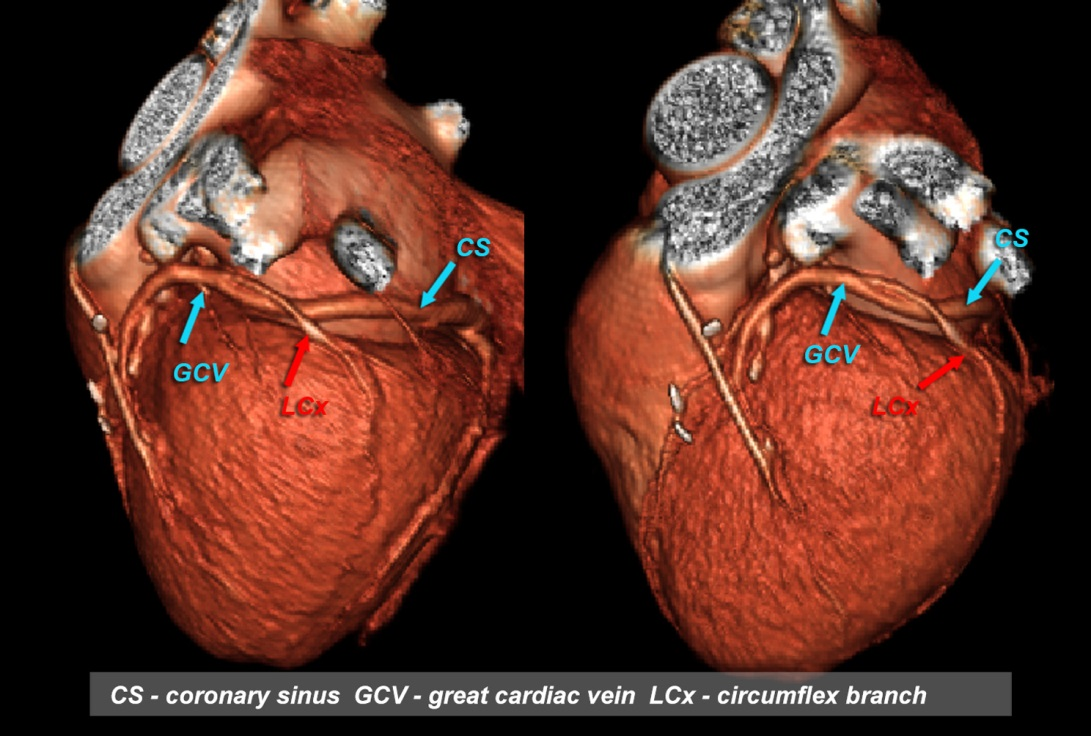 CS
GCV
LCx
CS
GCV
LCx
CS - coronary sinus  GCV - great cardiac vein  LCx - circumflex branch